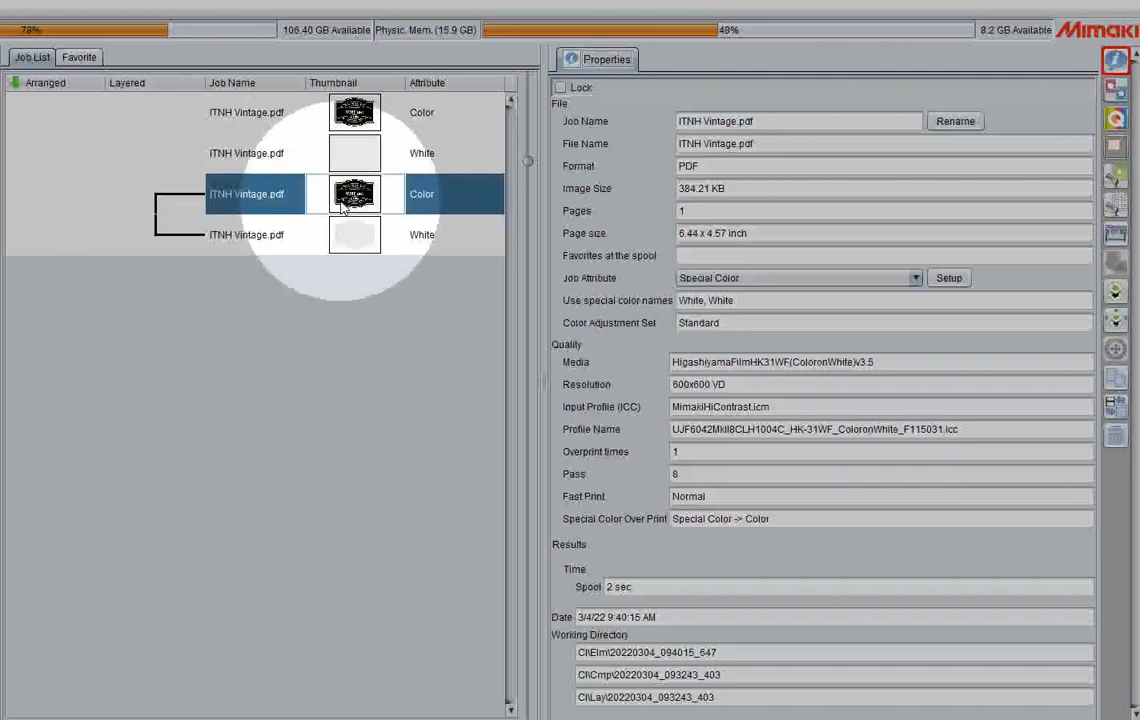 78% 106.40 GB Available Physic. Mem. (15.9 GB) 48% 8.2 GB Available Mimaki
Job List Favorite
Arranged Layered Job Name Thumbnail Attribute
ITNH Vintage.pdf Color
ITNH Vintage.pdf White
ITNH Vintage.pdf Color
ITNH Vintage.pdf White
Properties
Lock
File
Job Name ITNH Vintage.pdf Rename
File Name ITNH Vintage.pdf
Format PDF
Image Size 384.21 KB
Pages 1
Page size 6.44 x 4.57 inch
Favorites at the spool
Job Attribute Special Color Setup
Use special color names White, White
Color Adjustment Set Standard
Quality
Media HigashiyamaFilmHK31WF(ColoronWhite)v3.5
Resolution 600x600 VD
Input Profile (ICC) MimakiHiContrast.icm
Profile Name UJF6042MkII8CLH1004C_HK-31WF_ColoronWhite_F115031.icc
Overprint times 1
Pass 8
Fast Print Normal
Special Color Over Print Special Color -> Color
Results
Time
Spool 2 sec
Date 3/4/22 9:40:15 AM
Working Directory
C:\Elm\20220304_094015_647
C:\Cmp\20220304_093243_403
C:\Lay\20220304_093243_403